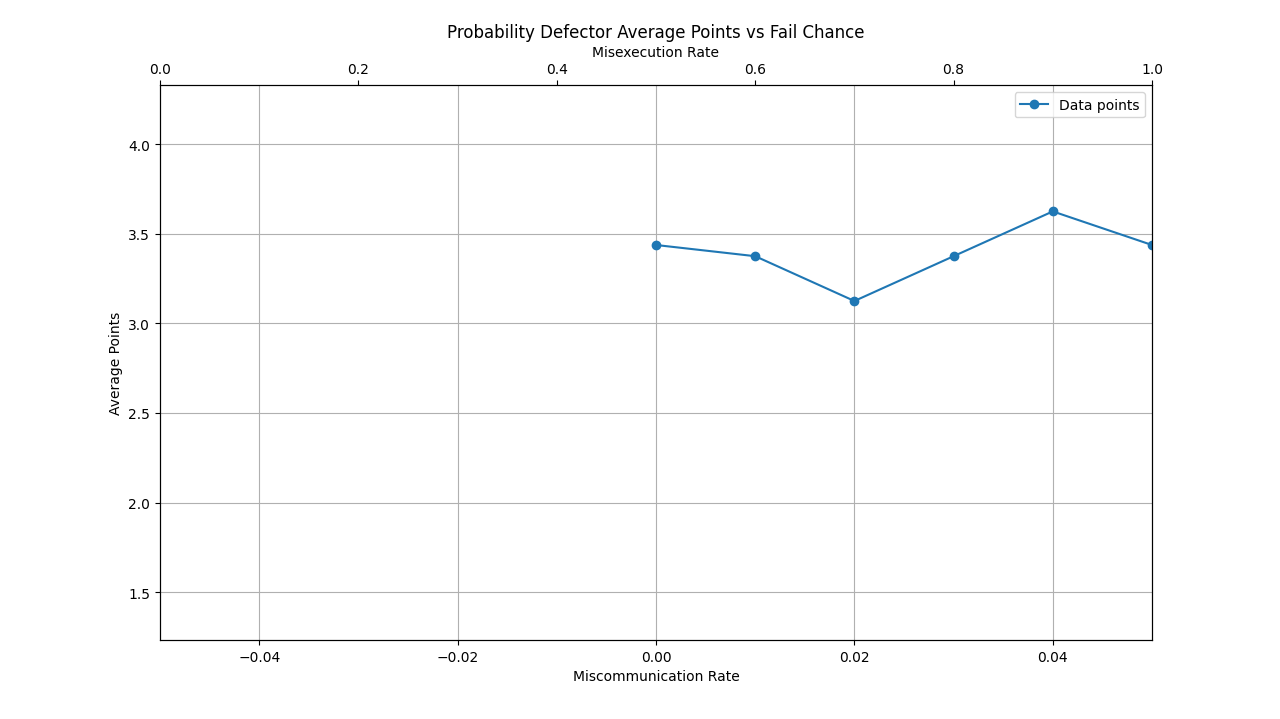 Probability Defector Average Points vs Fail Chance
Misexecution Rate
0.0 0.2 0.4 0.6 0.8 1.0
Data points
4.0
3.5
3.0
2.5
2.0
1.5
Average Points
−0.04 −0.02 0.00 0.02 0.04
Miscommunication Rate